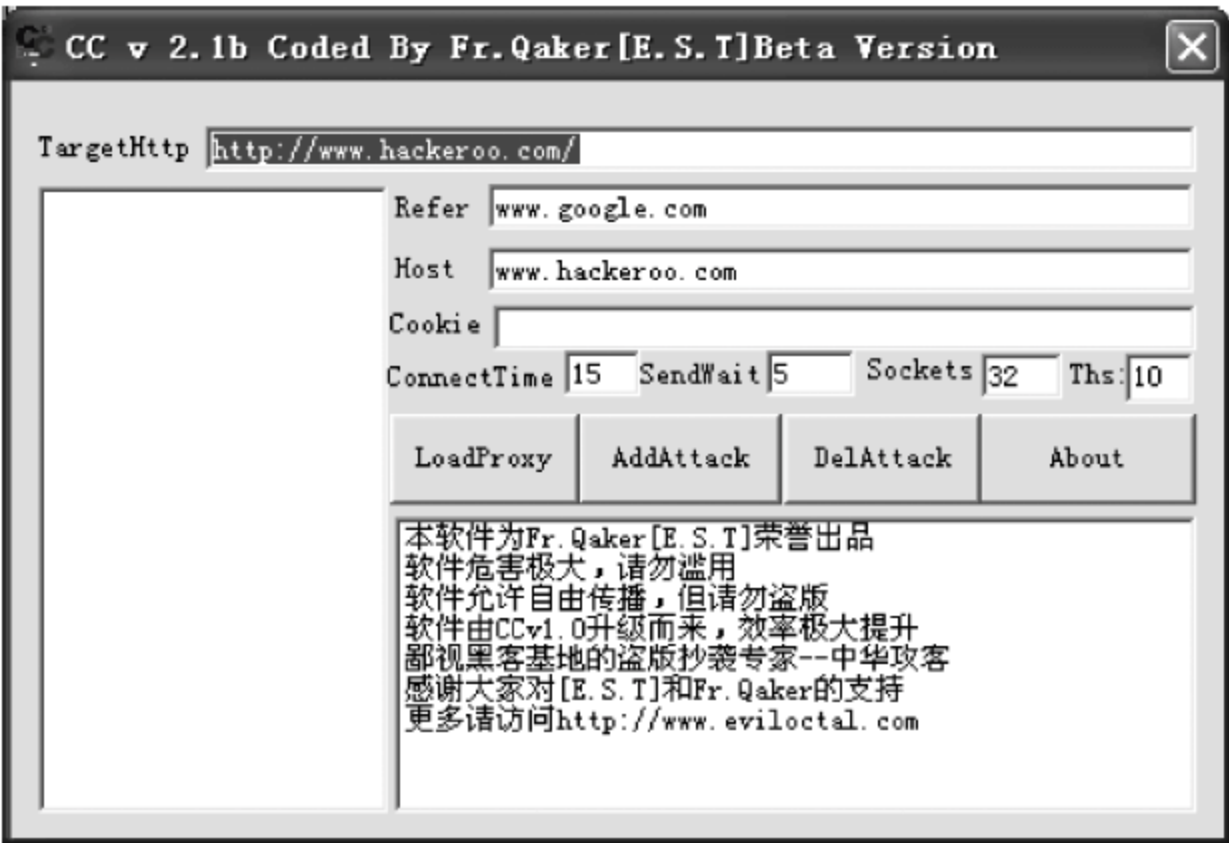 CC v 2.1b Coded By Fr.Qaker[E.S.T]Beta Version
TargetHttp http://www.hackeroo.com/
Refer www.google.com
Host www.hackeroo.com
Cookie
ConnectTime 15 SendWait 5 Sockets 32 Ths: 10
LoadProxy AddAttack DelAttack About
本软件为Fr.Qaker[E.S.T]荣誉出品
软件危害极大，请勿滥用
软件允许自由传播，但请勿盗版
软件由CCv1.0升级而来，效率极大提升
鄙视黑客基地的盗版抄袭专家--中华攻客
感谢大家对[E.S.T]和Fr.Qaker的支持
更多请访问http://www.eviloctal.com